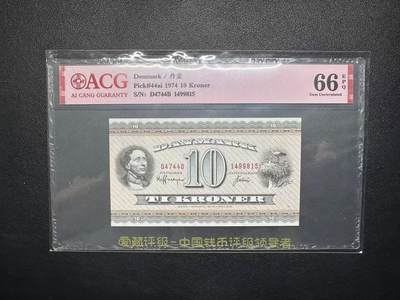 ACG
AI CANG GUARANTY
Denmark / 丹麦
Pick#44ai 1974 10 Kroner
S/N: D4744B 1499815
66 EPQ
Gem Uncirculated
DANMARK
D4744B
10
1499815
TI KRONER
爱藏评级-中国钱币评级领导者